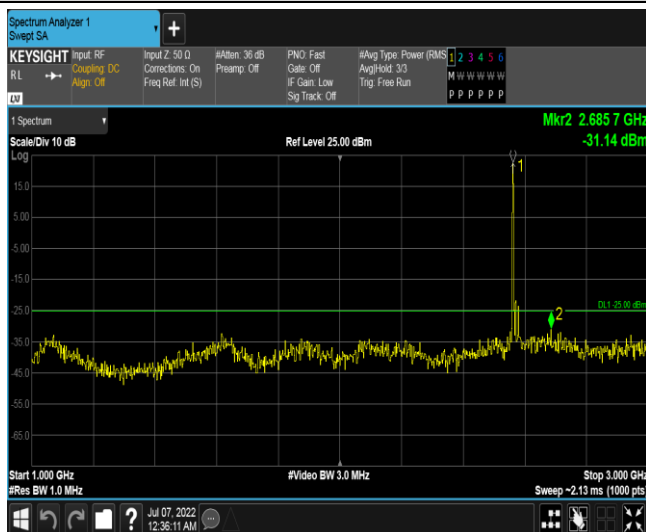 Spectrum Analyzer 1
Swept SA
+
KEYSIGHT Input: RF
RL
Coupling: DC
Align: Off
LXI
Input Z: 50 Ω
Corrections: On
Freq Ref: Int (S)
#Atten: 36 dB
Preamp: Off
PNO: Fast
Gate: Off
IF Gain: Low
Sig Track: Off
#Avg Type: Power (RMS
Avg|Hold: 3/3
Trig: Free Run
1 2 3 4 5 6
M W W W W W
P P P P P P
1 Spectrum
Scale/Div 10 dB
Ref Level 25.00 dBm
Mkr2 2.685 7 GHz
-31.14 dBm
Log
15.0
5.00
-5.00
-15.0
-25.0
-35.0
-45.0
-55.0
-65.0
1
2
DL1 -25.00 dBm
Start 1.000 GHz
#Res BW 1.0 MHz
#Video BW 3.0 MHz
Stop 3.000 GHz
Sweep ~2.13 ms (1000 pts)
?
Jul 07, 2022
12:36:11 AM